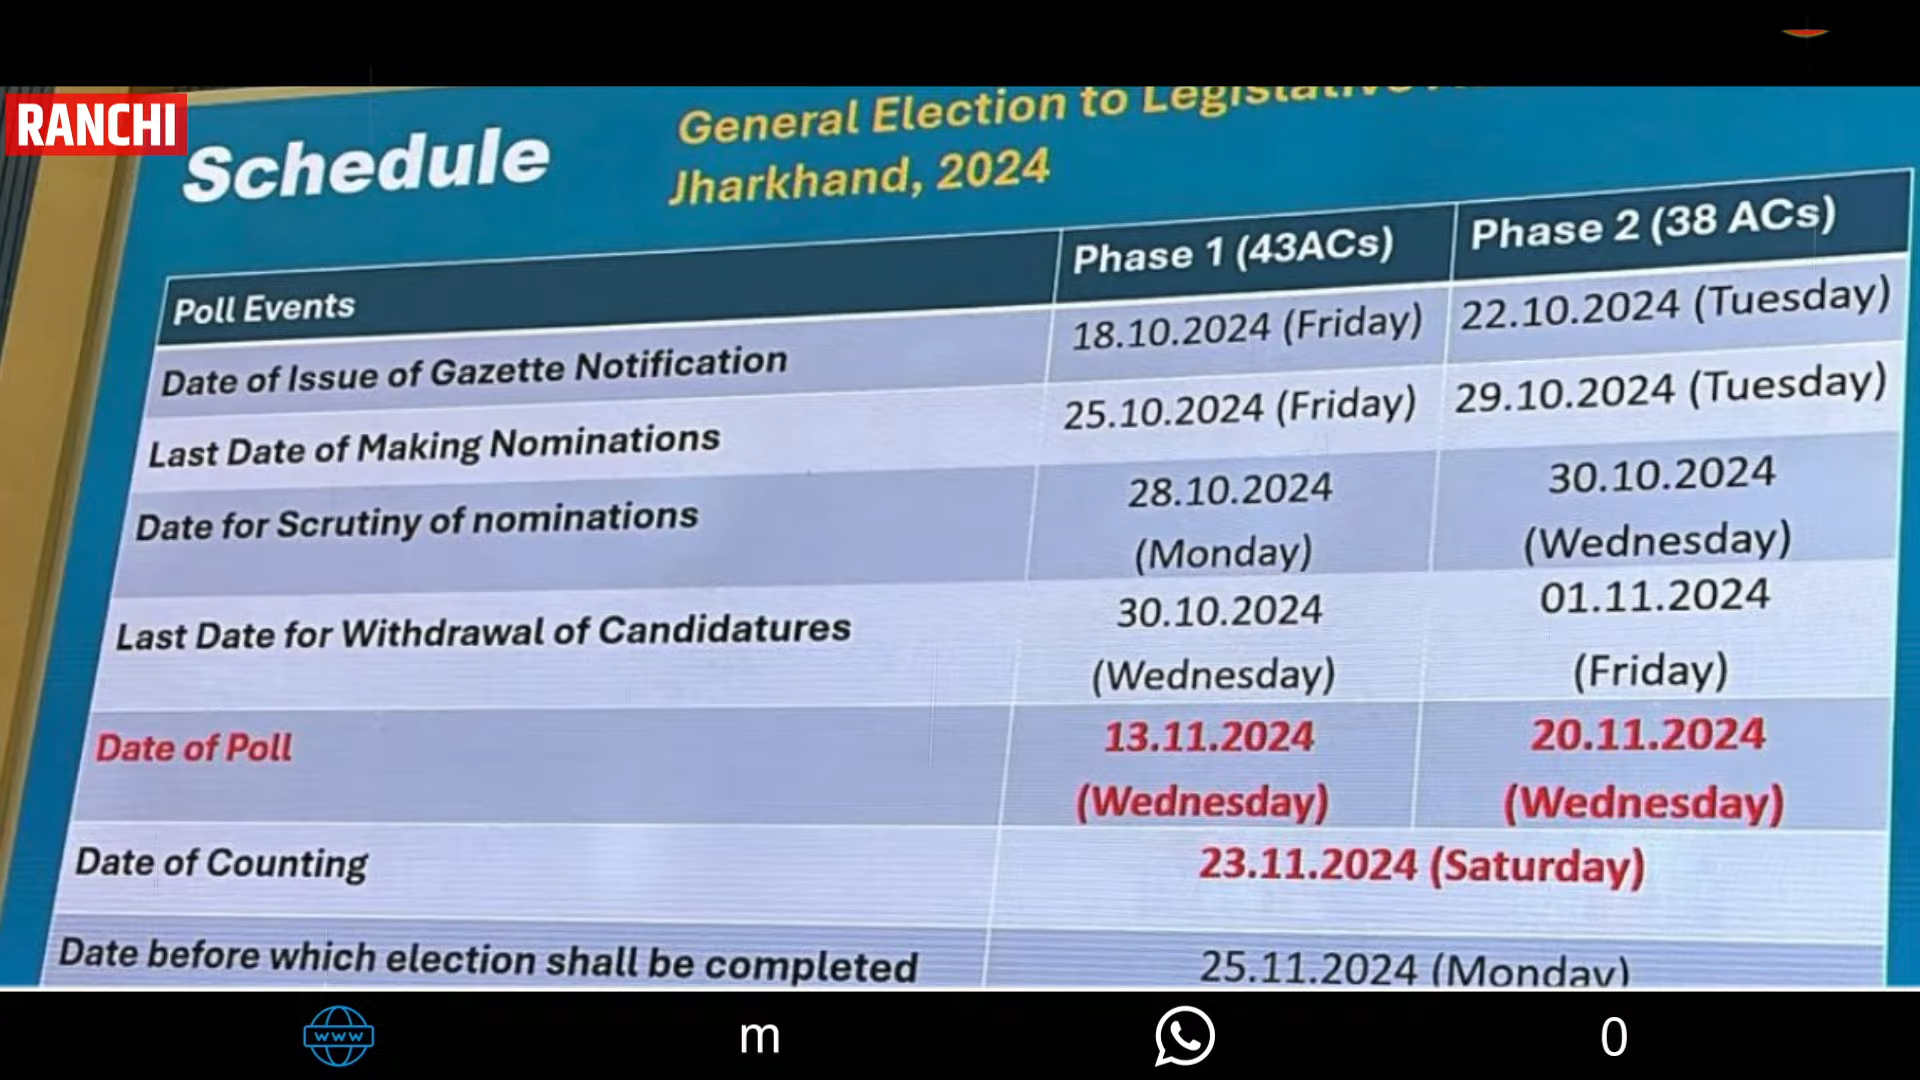 RANCHI
Schedule
General Election to Legislative
Jharkhand, 2024
Poll Events
Phase 1 (43ACs)
Phase 2 (38 ACs)
Date of Issue of Gazette Notification
18.10.2024 (Friday)
22.10.2024 (Tuesday)
Last Date of Making Nominations
25.10.2024 (Friday)
29.10.2024 (Tuesday)
Date for Scrutiny of nominations
28.10.2024
(Monday)
30.10.2024
(Wednesday)
Last Date for Withdrawal of Candidatures
30.10.2024
(Wednesday)
01.11.2024
(Friday)
Date of Poll
13.11.2024
(Wednesday)
20.11.2024
(Wednesday)
Date of Counting
23.11.2024 (Saturday)
Date before which election shall be completed
25.11.2024 (Monday)
www
m
0